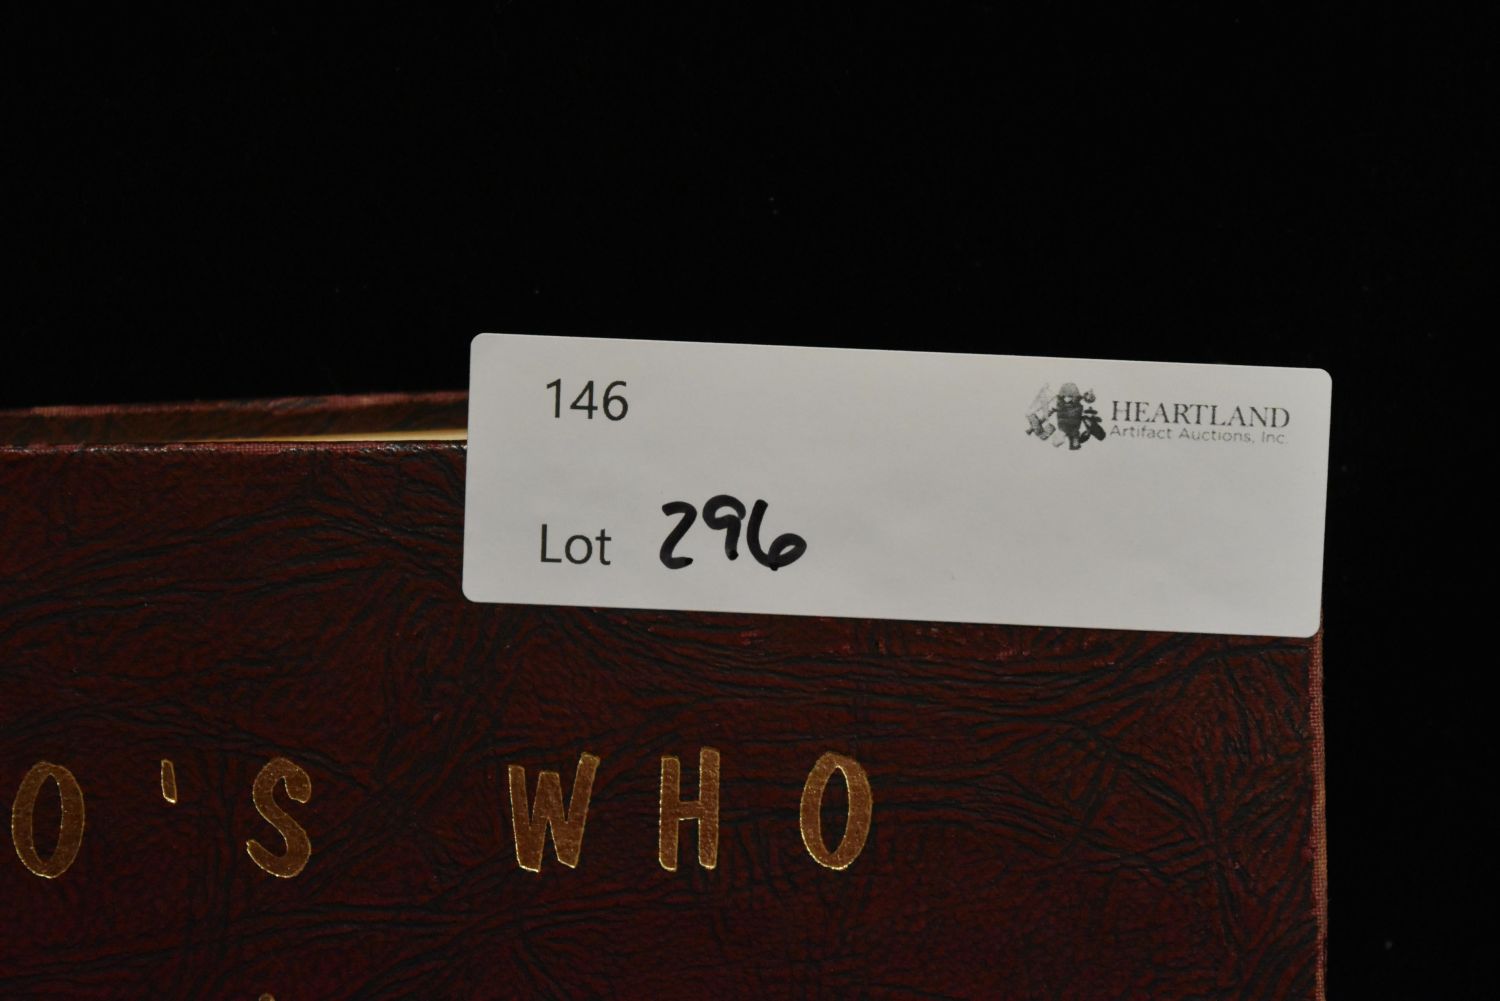 146
HEARTLAND
Artifact Auctions, Inc.
Lot 296
O'S WHO